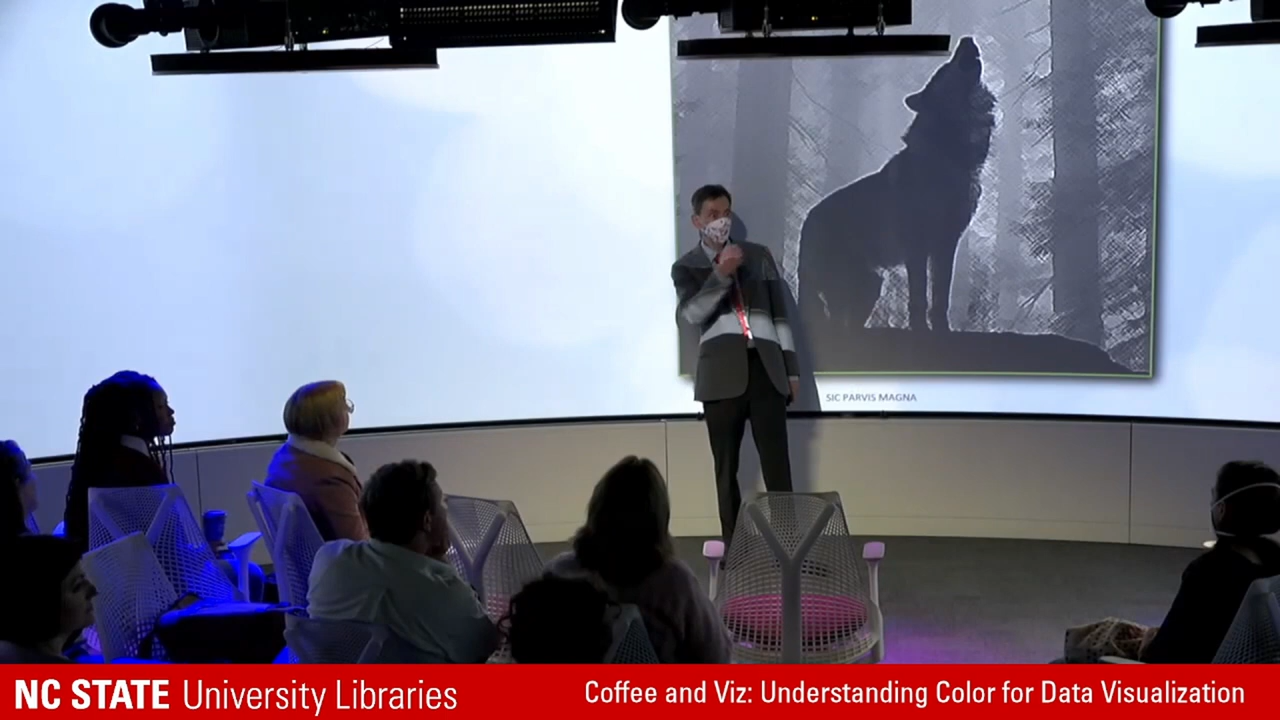 SIC PARVIS MAGNA
NC STATE University Libraries
Coffee and Viz: Understanding Color for Data Visualization